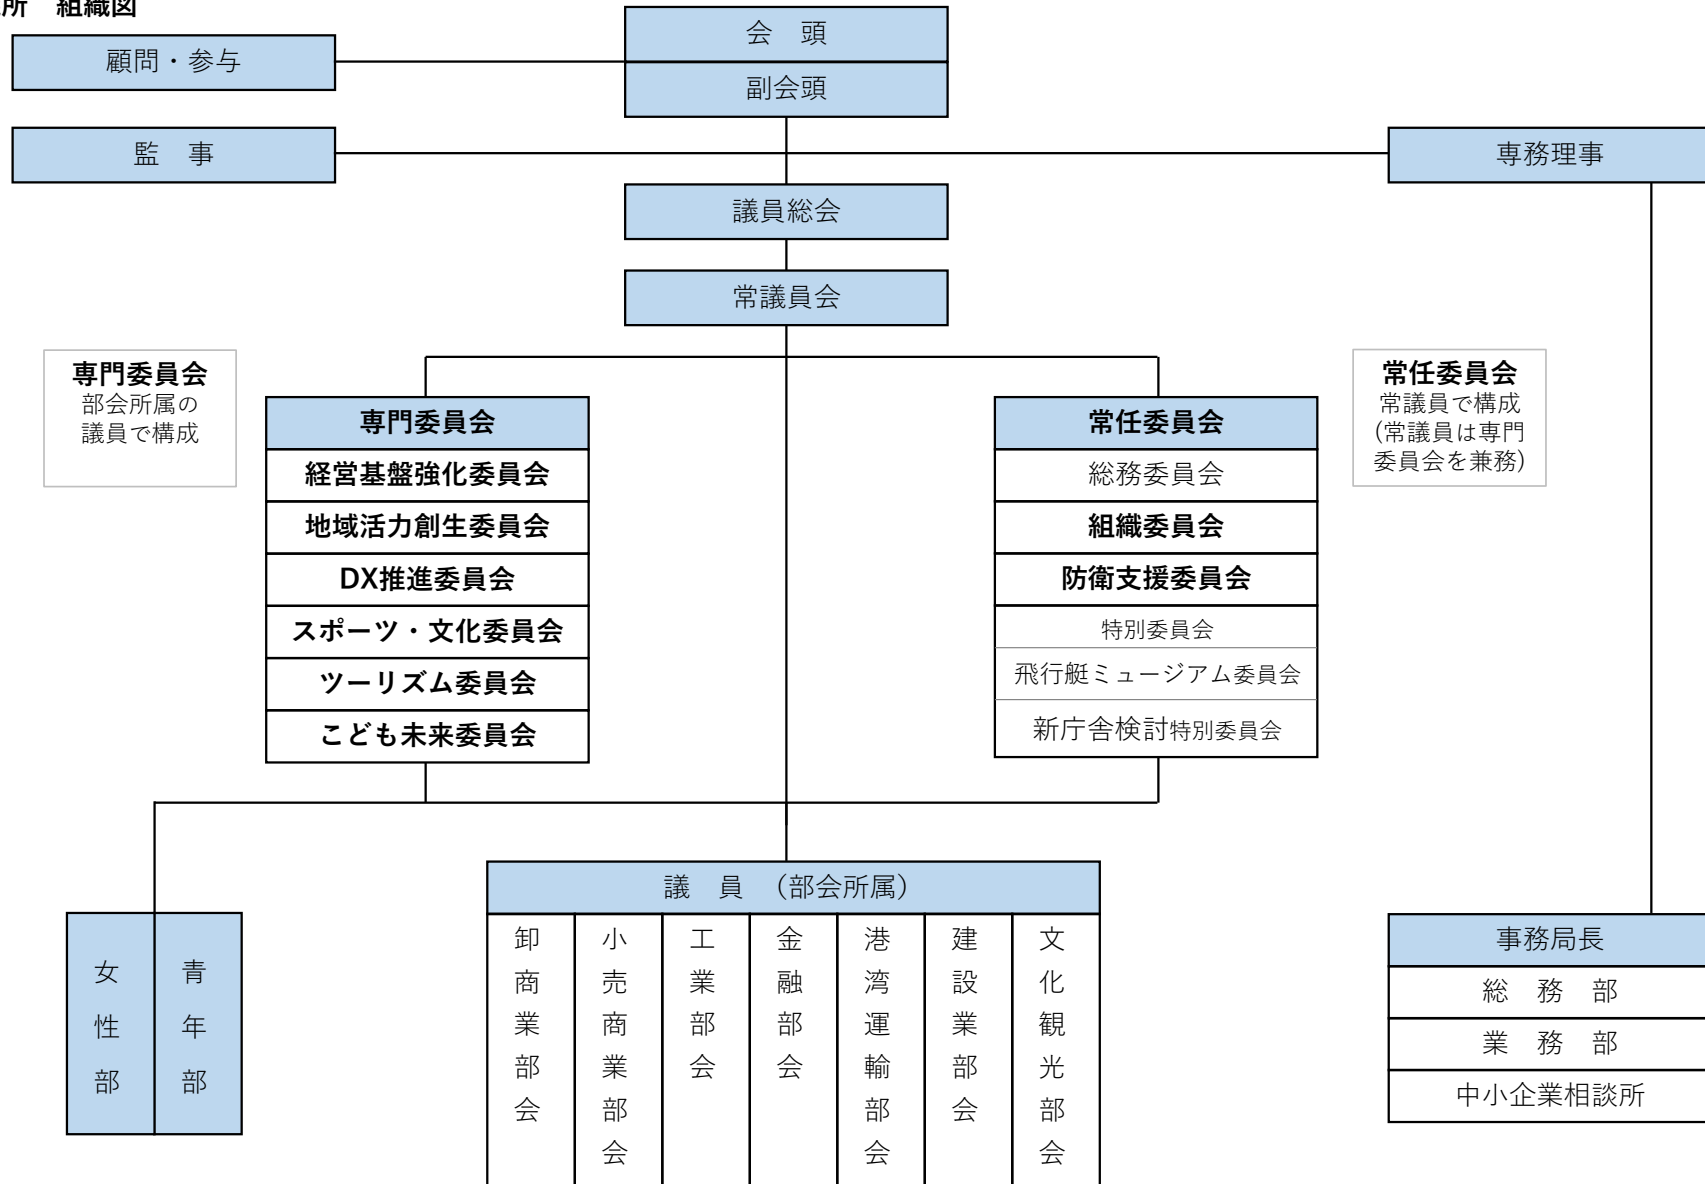 所　組織図
会　頭
顧問・参与
副会頭
監　事
専務理事
議員総会
常議員会
専門委員会
部会所属の
議員で構成
常任委員会
常議員で構成
(常議員は専門
委員会を兼務)
専門委員会
経営基盤強化委員会
地域活力創生委員会
DX推進委員会
スポーツ・文化委員会
ツーリズム委員会
こども未来委員会
常任委員会
総務委員会
組織委員会
防衛支援委員会
特別委員会
飛行艇ミュージアム委員会
新庁舎検討特別委員会
議　員　（部会所属）
卸商業部会
小売商業部会
工業部会
金融部会
港湾運輸部会
建設業部会
文化観光部会
女性部
青年部
事務局長
総　務　部
業　務　部
中小企業相談所